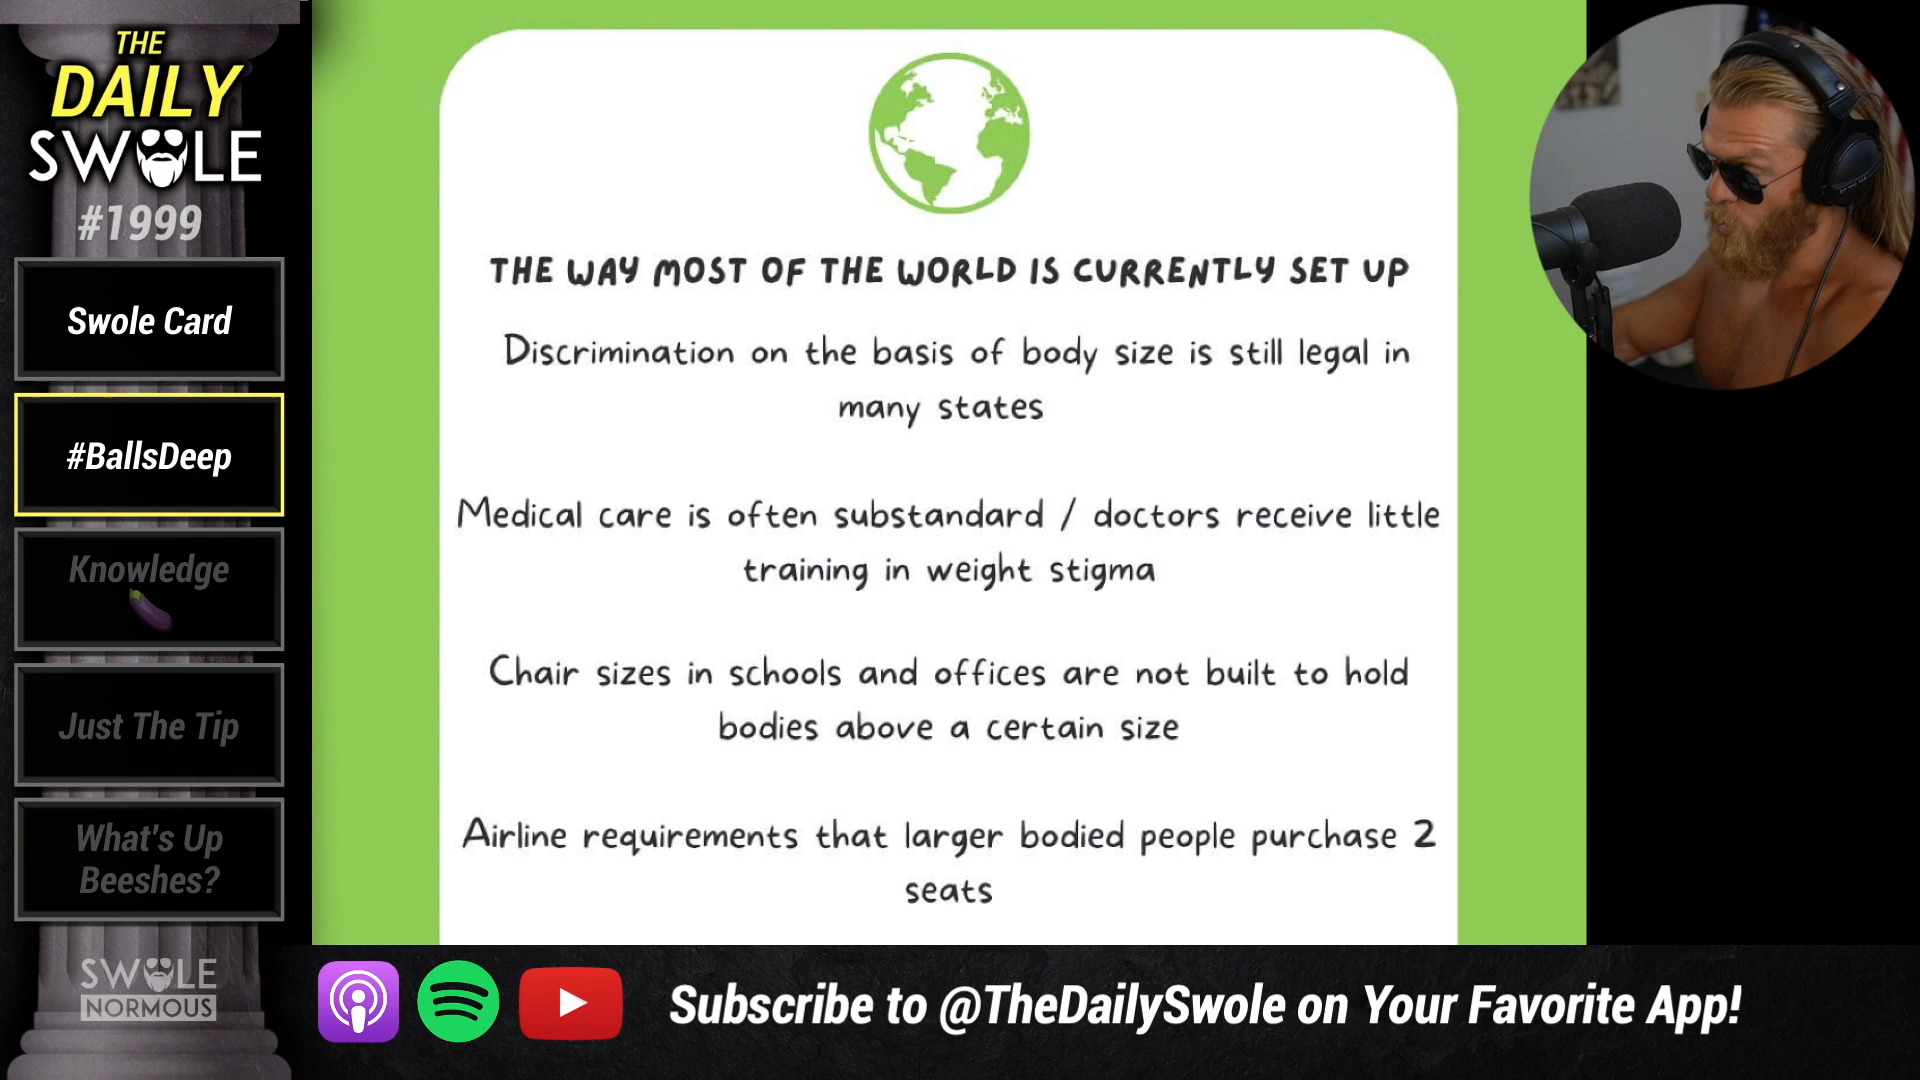 THE
DAILY
SWOLE
#1999
Swole Card
#BallsDeep
Knowledge
Just The Tip
What's Up
Beeshes?
SWOLE
NORMOUS
THE WAY MOST OF THE WORLD IS CURRENTLY SET UP
Discrimination on the basis of body size is still legal in
many states
Medical care is often substandard / doctors receive little
training in weight stigma
Chair sizes in schools and offices are not built to hold
bodies above a certain size
Airline requirements that larger bodied people purchase 2
seats
Subscribe to @TheDailySwole on Your Favorite App!